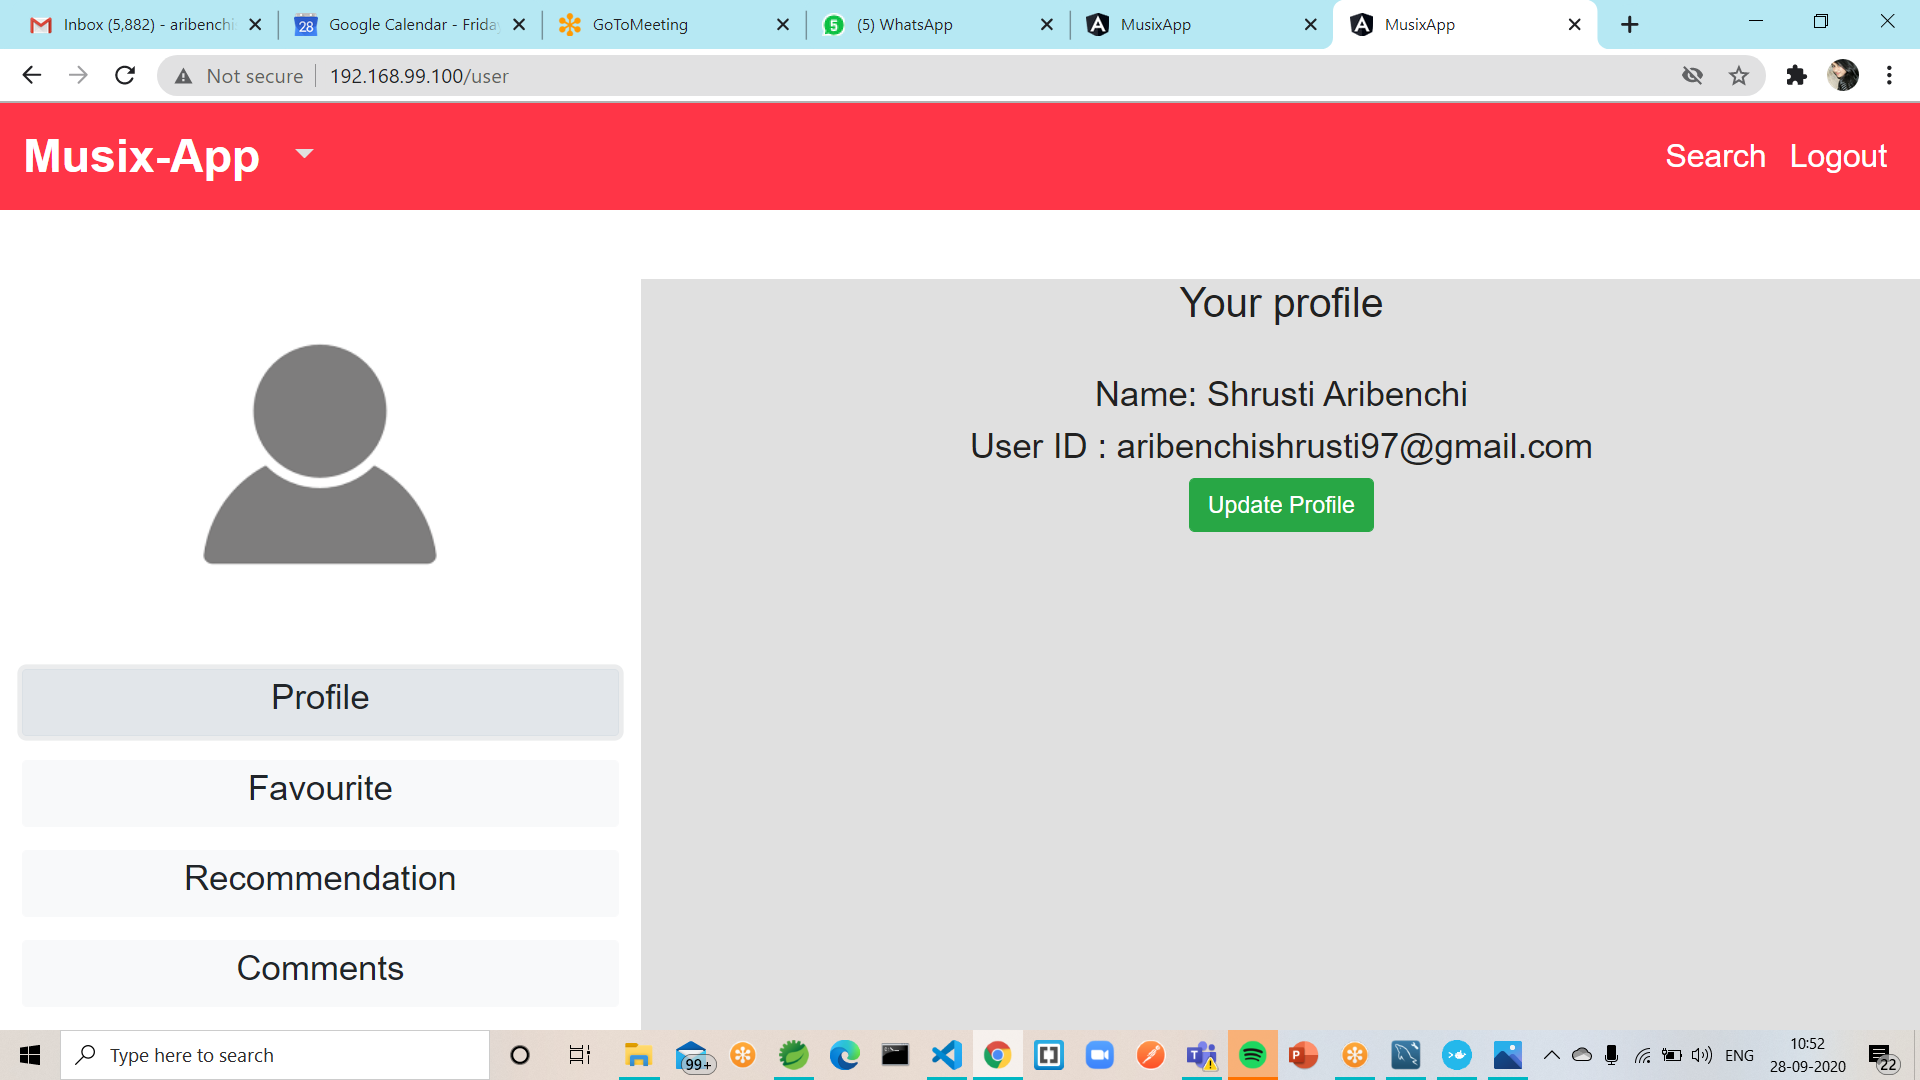 Inbox (5,882) - aribenchi
28
Google Calendar - Frida
GoToMeeting
5
(5) WhatsApp
MusixApp
MusixApp
Not secure
192.168.99.100/user
Musix-App
Search
Logout
Your profile
Name: Shrusti Aribenchi
User ID : aribenchishrusti97@gmail.com
Update Profile
Profile
Favourite
Recommendation
Comments
Type here to search
99+
ENG
10:52
28-09-2020
22